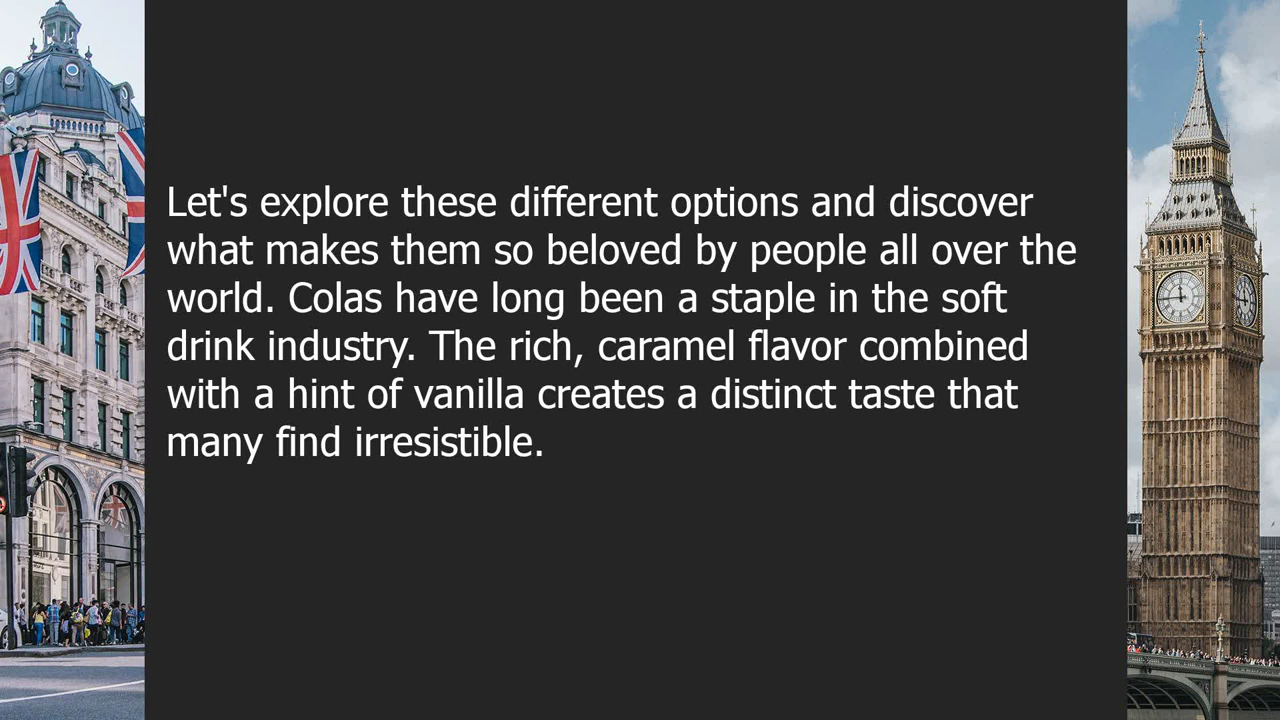 Let's explore these different options and discover
what makes them so beloved by people all over the
world. Colas have long been a staple in the soft
drink industry. The rich, caramel flavor combined
with a hint of vanilla creates a distinct taste that
many find irresistible.